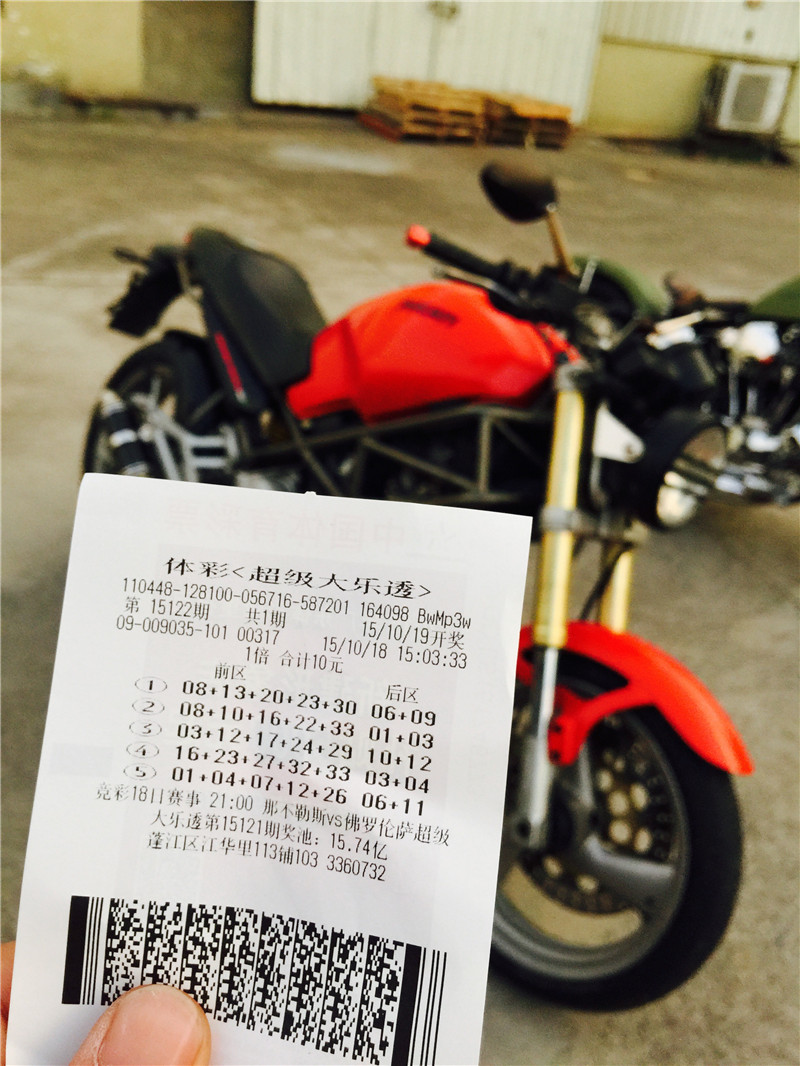 体彩<超级大乐透>
110448-128100-056716-587201 164098 BwMp3w
第 15122期 共1期 15/10/19开奖
09-009035-101 00317 15/10/18 15:03:33
1倍 合计10元
前区 后区
① 08+13+20+23+30 06+09
② 08+10+16+22+33 01+03
③ 03+12+17+24+29 10+12
④ 16+23+27+32+33 03+04
⑤ 01+04+07+12+26 06+11
竞彩18日赛事 21:00 那不勒斯vs佛罗伦萨超级
大乐透第15121期奖池：15.74亿
蓬江区江华里113铺103 3360732